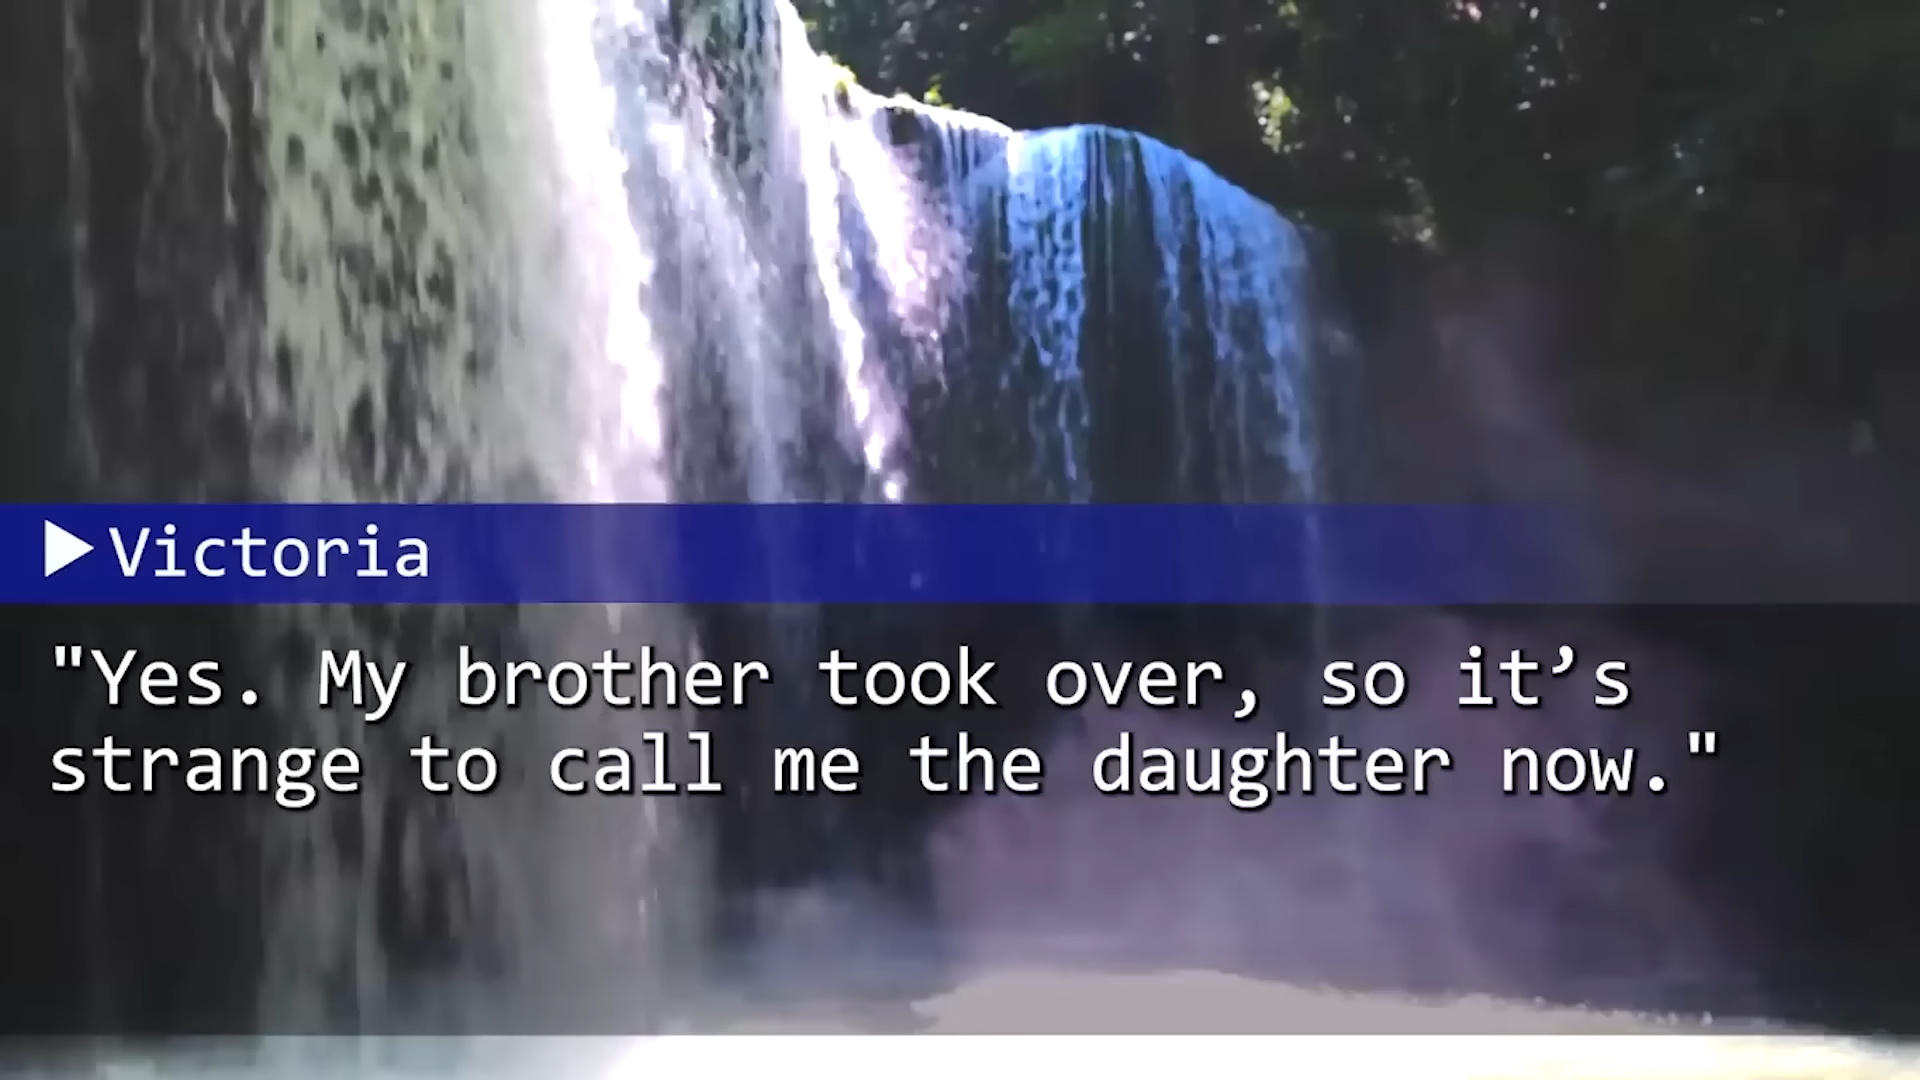 ▶Victoria
"Yes. My brother took over, so it’s
strange to call me the daughter now."